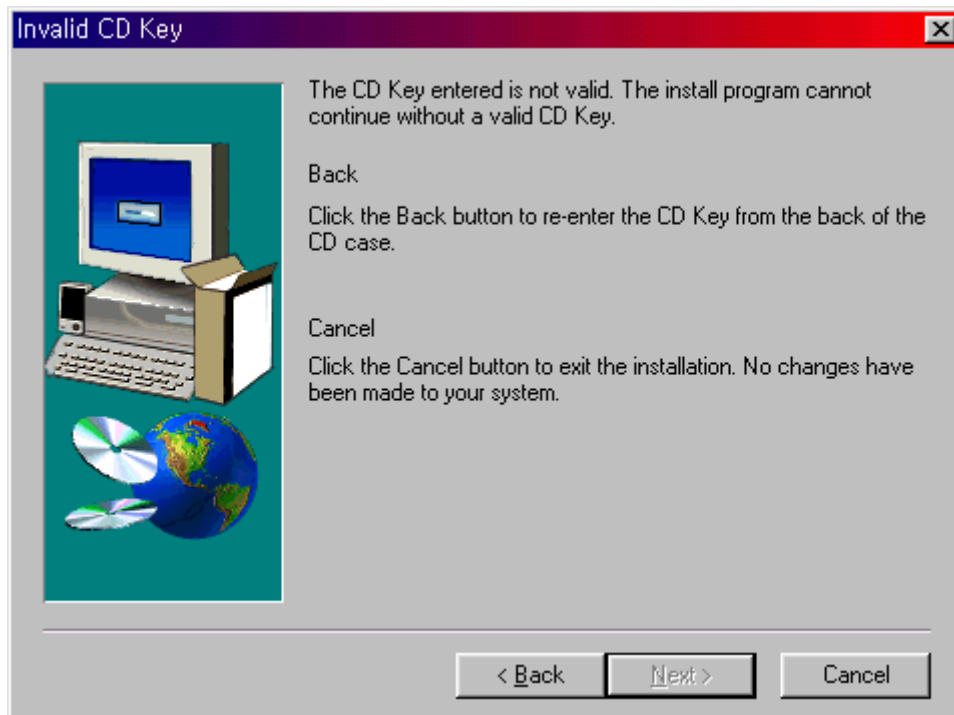 Invalid CD Key
The CD Key entered is not valid. The install program cannot
continue without a valid CD Key.
Back
Click the Back button to re-enter the CD Key from the back of the
CD case.
Cancel
Click the Cancel button to exit the installation. No changes have
been made to your system.
< Back Next > Cancel